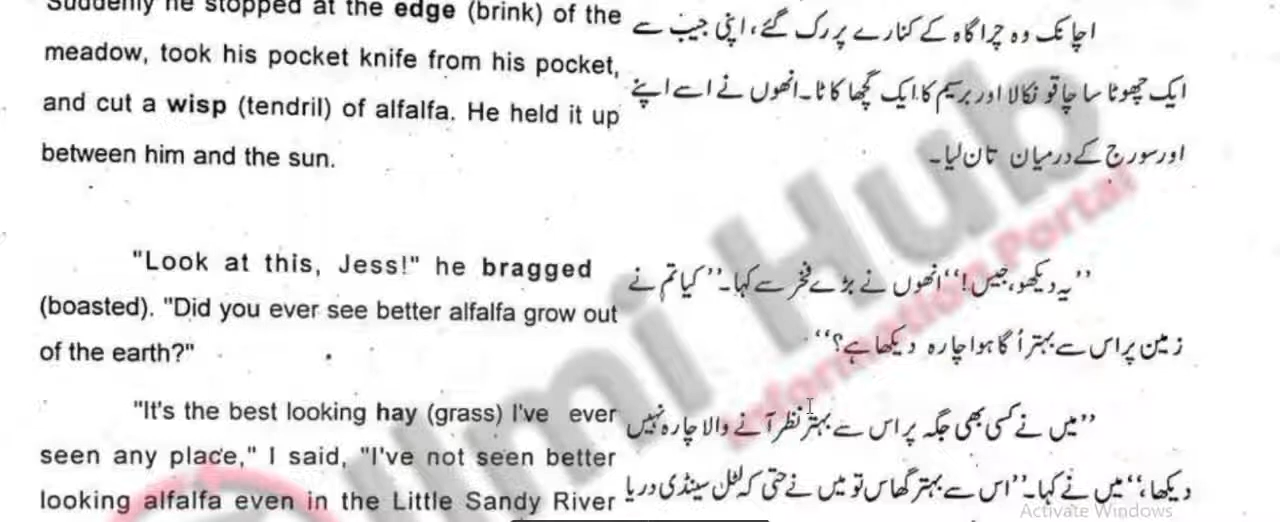 Suddenly he stopped at the edge (brink) of the
meadow, took his pocket knife from his pocket,
and cut a wisp (tendril) of alfalfa. He held it up
between him and the sun.
"Look at this, Jess!" he bragged
(boasted). "Did you ever see better alfalfa grow out
of the earth?"
"It's the best looking hay (grass) I've ever
seen any place," I said, "I've not seen better
looking alfalfa even in the Little Sandy River
اچانک وہ چراگاہ کے کنارے پر رک گئے، اپنی جیب سے
ایک چھوٹا سا چاقو نکالا اور برسیم کا ایک گچھا کاٹا۔ انھوں نے اسے اپنے
اور سورج کے درمیان تان لیا۔
”یہ دیکھو، جیس!“ انھوں نے بڑے فخر سے کہا۔ ”کیا تم نے
زمین پر اس سے بہتر اُگا ہوا چارہ دیکھا ہے؟“
”میں نے کسی بھی جگہ پر اس سے بہتر نظر آنے والا چارہ نہیں
دیکھا،“ میں نے کہا۔ ”اس سے بہتر گھاس تو میں نے حتی کہ لٹل سینڈی دریا
Ilmi Hub
Information Portal
Activate Windows